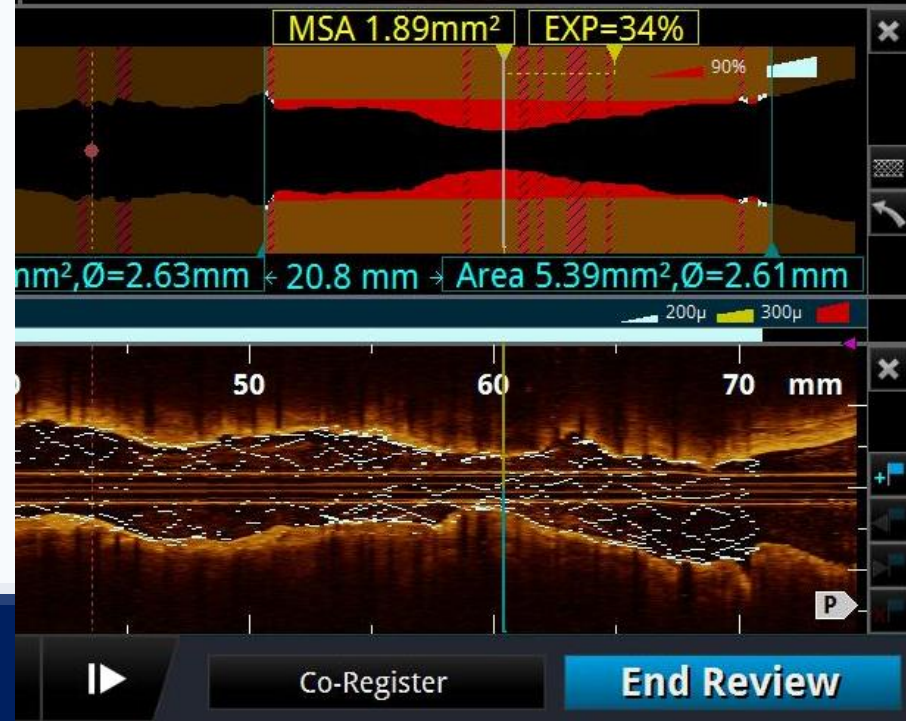 MSA 1.89mm² EXP=34%
90%
mm²,Ø=2.63mm 20.8 mm Area 5.39mm²,Ø=2.61mm
200µ 300µ
50 60 70 mm
P
Co-Register End Review